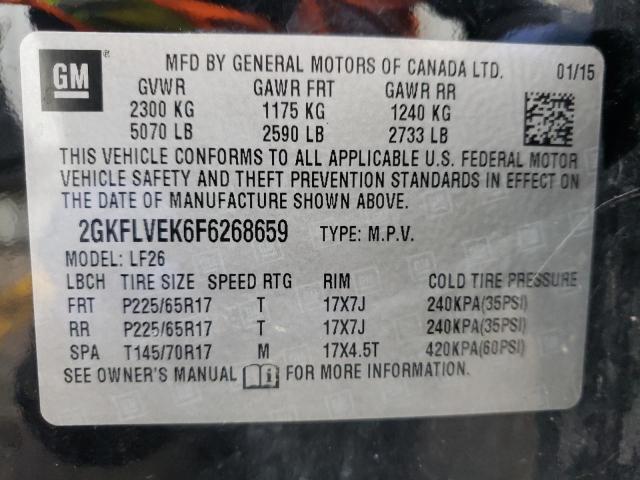 GM ® MFD BY GENERAL MOTORS OF CANADA LTD. 01/15
GVWR GAWR FRT GAWR RR
2300 KG 1175 KG 1240 KG
5070 LB 2590 LB 2733 LB
THIS VEHICLE CONFORMS TO ALL APPLICABLE U.S. FEDERAL MOTOR
VEHICLE SAFETY AND THEFT PREVENTION STANDARDS IN EFFECT ON
THE DATE OF MANUFACTURE SHOWN ABOVE.
2GKFLVEK6F6268659 TYPE: M.P.V.
MODEL: LF26
LBCH TIRE SIZE SPEED RTG RIM COLD TIRE PRESSURE
FRT P225/65R17 T 17X7J 240KPA(35PSI)
RR P225/65R17 T 17X7J 240KPA(35PSI)
SPA T145/70R17 M 17X4.5T 420KPA(60PSI)
SEE OWNER'S MANUAL FOR MORE INFORMATION.